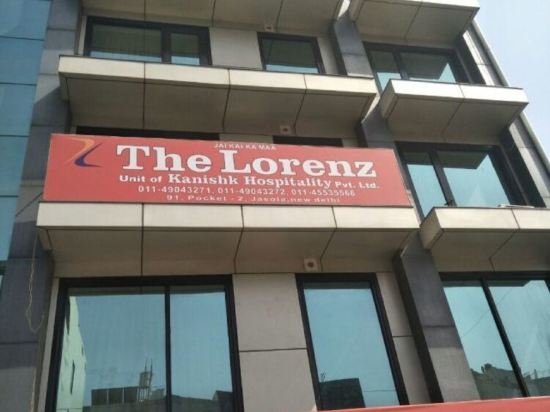 JAI KAI KA MAA
The Lorenz
Unit of Kanishk Hospitality Pvt. Ltd.
011-49043271, 011-49043272, 011-45535566
91, Pocket - 2, Jasola, new delhi